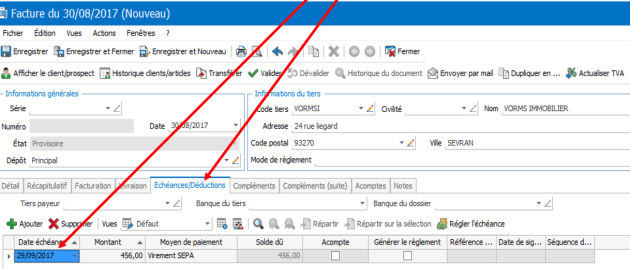 Facture du 30/08/2017 (Nouveau)
Fichier Édition Vues Actions Fenêtres ?
Enregistrer Enregistrer et Fermer Enregistrer et Nouveau Fermer
Afficher le client/prospect Historique clients/articles Transférer Valider Dévalider Historique du document Envoyer par mail Dupliquer en ... Actualiser TVA
Informations générales Informations du tiers
Série Code tiers VORMSI Civilité Nom VORMS IMMOBILIER
Numéro Date 30/08/2017 Adresse 24 rue liegard
État Provisoire Code postal 93270 Ville SEVRAN
Dépôt Principal Mode de règlement
Détail Récapitulatif Facturation Livraison Echéances/Déductions Compléments Compléments (suite) Acomptes Notes
Tiers payeur Banque du tiers Banque du dossier
Ajouter Supprimer Vues Défaut Répartir Répartir sur la sélection Régler l'échéance
Date échéance Montant Moyen de paiement Solde dû Acompte Générer le règlement Référence ... Date de sig... Séquence d...
29/09/2017 456,00 Virement SEPA 456,00